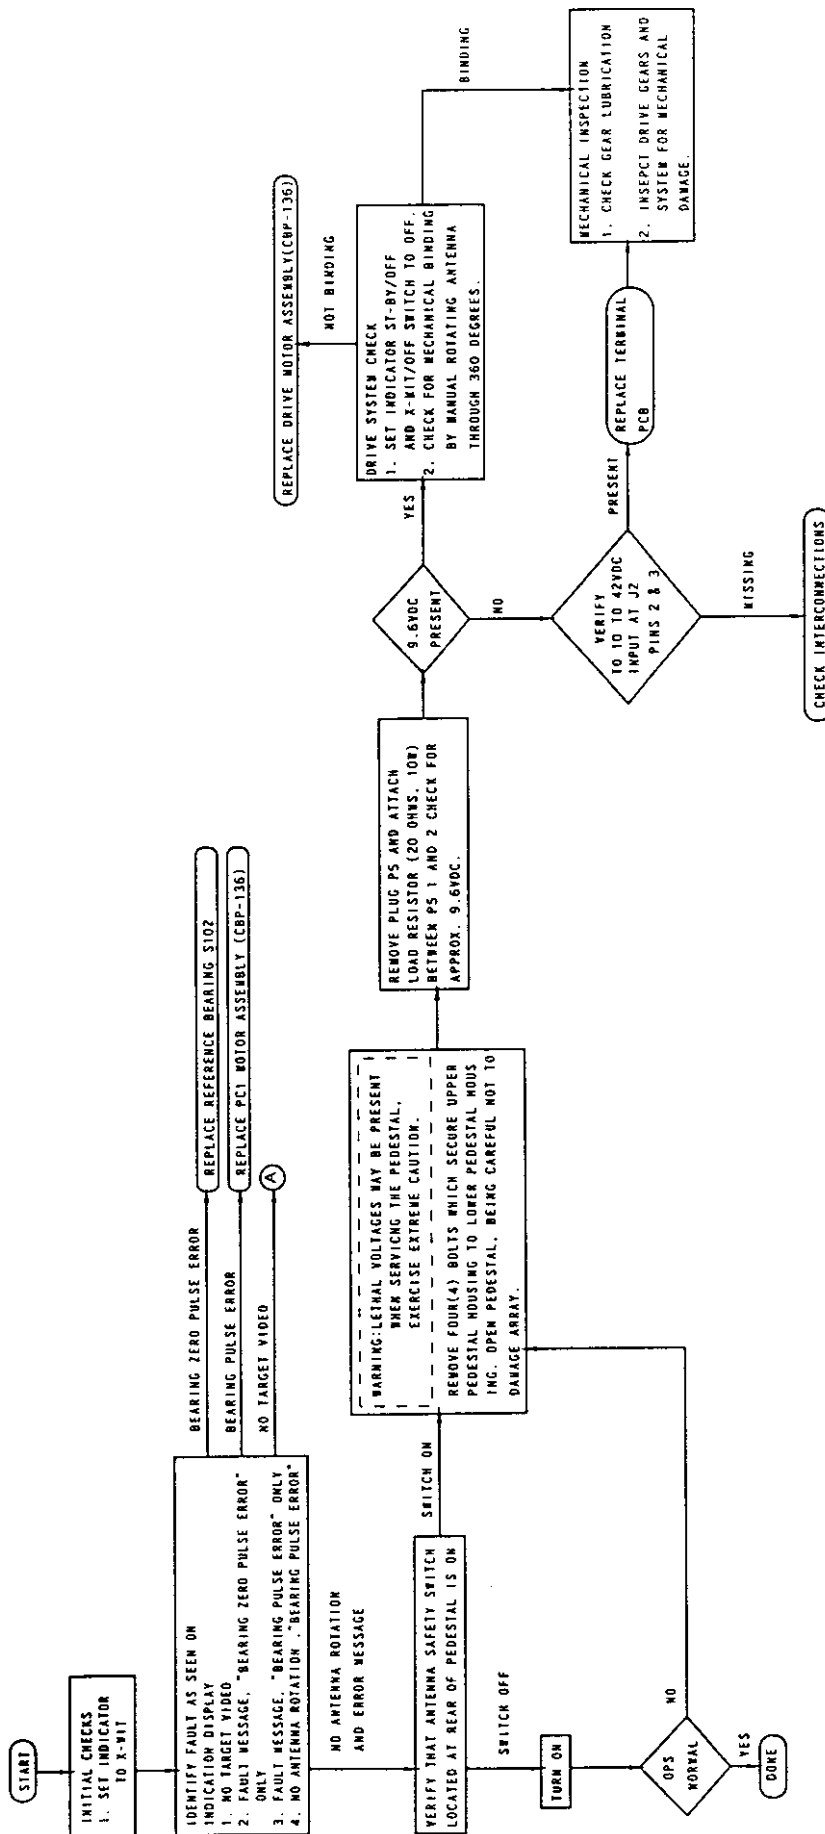 START
INITIAL CHECKS
1. SET INDICATOR
TO X-MIT
IDENTIFY FAULT AS SEEN ON
INDICATION DISPLAY
1. NO TARGET VIDEO
2. FAULT MESSAGE, "BEARING ZERO PULSE ERROR"
ONLY
3. FAULT MESSAGE, "BEARING PULSE ERROR" ONLY
4. NO ANTENNA ROTATION ."BEARING PULSE ERROR"
BEARING ZERO PULSE ERROR
REPLACE REFERENCE BEARING S102
BEARING PULSE ERROR
REPLACE PC1 MOTOR ASSEMBLY (CBP-136)
NO TARGET VIDEO
A
NO ANTENNA ROTATION
AND ERROR MESSAGE
VERIFY THAT ANTENNA SAFETY SWITCH
LOCATED AT REAR OF PEDESTAL IS ON
SWITCH ON
SWITCH OFF
TURN ON
OPS
NORMAL
NO
YES
DONE
WARNING:LETHAL VOLTAGES MAY BE PRESENT
WHEN SERVICNG THE PEDESTAL,
EXERCISE EXTREME CAUTION.
REMOVE FOUR(4) BOLTS WHICH SECURE UPPER
PEDESTAL HOUSING TO LOWER PEDESTAL HOUS
ING. OPEN PEDESTAL, BEING CAREFUL NOT TO
DAMAGE ARRAY.
REMOVE PLUG P5 AND ATTACH
LOAD RESISTOR (20 OHMS, 10W)
BETWEEN P5 1 AND 2 CHECK FOR
APPROX. 9.6VDC.
9.6VDC
PRESENT
YES
NO
DRIVE SYSTEM CHECK
1. SET INDICATOR ST-BY/OFF
AND X-MIT/OFF SWITCH TO OFF.
2. CHECK FOR MECHANICAL BINDING
BY MANUAL ROTATING ANTENNA
THROUGH 360 DEGREES.
NOT BINDING
REPLACE DRIVE MOTOR ASSEMBLY(CBP-136)
BINDING
VERIFY
TO 10 TO 42VDC
INPUT AT J2
PINS 2 & 3
PRESENT
MISSING
CHECK INTERCONNECTIONS
REPLACE TERMINAL
PCB
MECHANICAL INSPECTION
1. CHECK GEAR LUBRICATION
2. INSEPCT DRIVE GEARS AND
SYSTEM FOR MECHANICAL
DAMAGE.